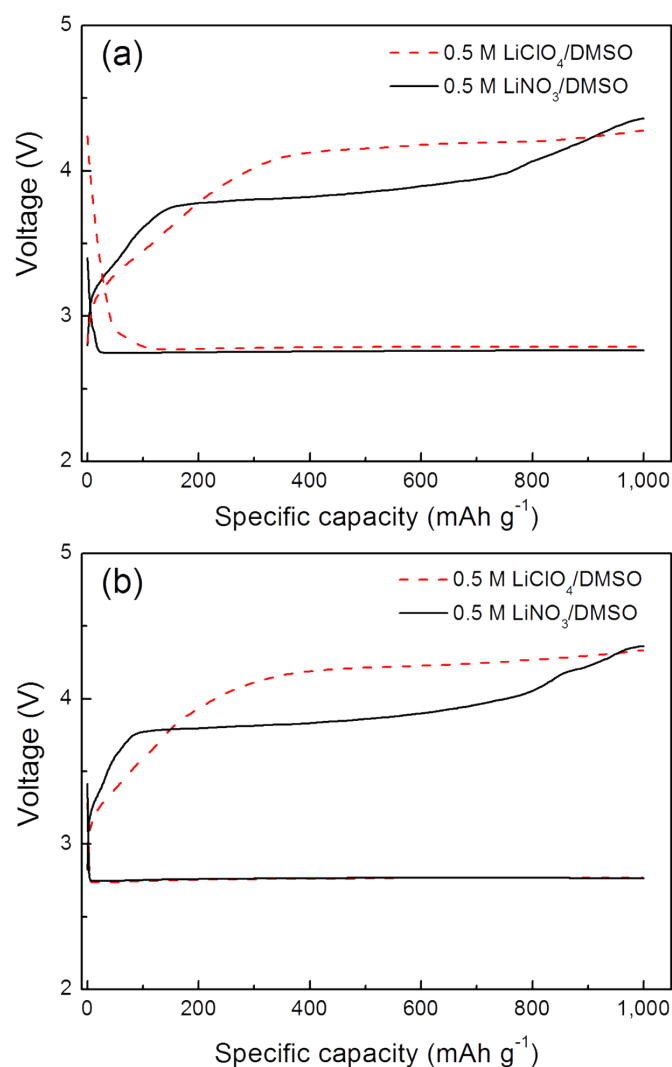 (a)
0.5 M LiClO₄/DMSO
0.5 M LiNO₃/DMSO
5
4
3
2
Voltage (V)
0 200 400 600 800 1,000
Specific capacity (mAh g⁻¹)
(b)
0.5 M LiClO₄/DMSO
0.5 M LiNO₃/DMSO
5
4
3
2
Voltage (V)
0 200 400 600 800 1,000
Specific capacity (mAh g⁻¹)